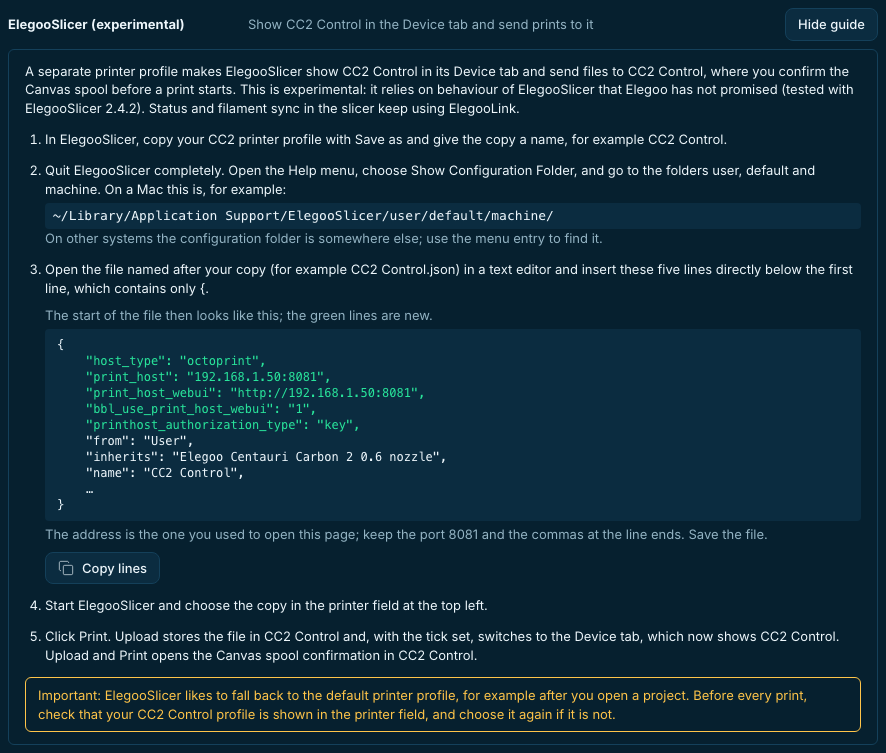 ElegooSlicer (experimental)
Show CC2 Control in the Device tab and send prints to it
Hide guide
A separate printer profile makes ElegooSlicer show CC2 Control in its Device tab and send files to CC2 Control, where you confirm the
Canvas spool before a print starts. This is experimental: it relies on behaviour of ElegooSlicer that Elegoo has not promised (tested with
ElegooSlicer 2.4.2). Status and filament sync in the slicer keep using ElegooLink.
1. In ElegooSlicer, copy your CC2 printer profile with Save as and give the copy a name, for example CC2 Control.
2. Quit ElegooSlicer completely. Open the Help menu, choose Show Configuration Folder, and go to the folders user, default and
machine. On a Mac this is, for example:
~/Library/Application Support/ElegooSlicer/user/default/machine/
On other systems the configuration folder is somewhere else; use the menu entry to find it.
3. Open the file named after your copy (for example CC2 Control.json) in a text editor and insert these five lines directly below the first
line, which contains only {.
The start of the file then looks like this; the green lines are new.
{
    "host_type": "octoprint",
    "print_host": "192.168.1.50:8081",
    "print_host_webui": "http://192.168.1.50:8081",
    "bbl_use_print_host_webui": "1",
    "printhost_authorization_type": "key",
    "from": "User",
    "inherits": "Elegoo Centauri Carbon 2 0.6 nozzle",
    "name": "CC2 Control",
    …
}
The address is the one you used to open this page; keep the port 8081 and the commas at the line ends. Save the file.
Copy lines
4. Start ElegooSlicer and choose the copy in the printer field at the top left.
5. Click Print. Upload stores the file in CC2 Control and, with the tick set, switches to the Device tab, which now shows CC2 Control.
Upload and Print opens the Canvas spool confirmation in CC2 Control.
Important: ElegooSlicer likes to fall back to the default printer profile, for example after you open a project. Before every print,
check that your CC2 Control profile is shown in the printer field, and choose it again if it is not.